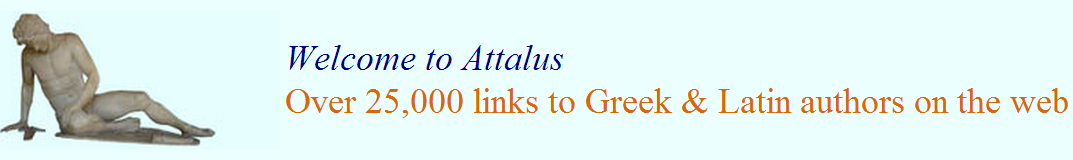 Welcome to Attalus
Over 25,000 links to Greek & Latin authors on the web